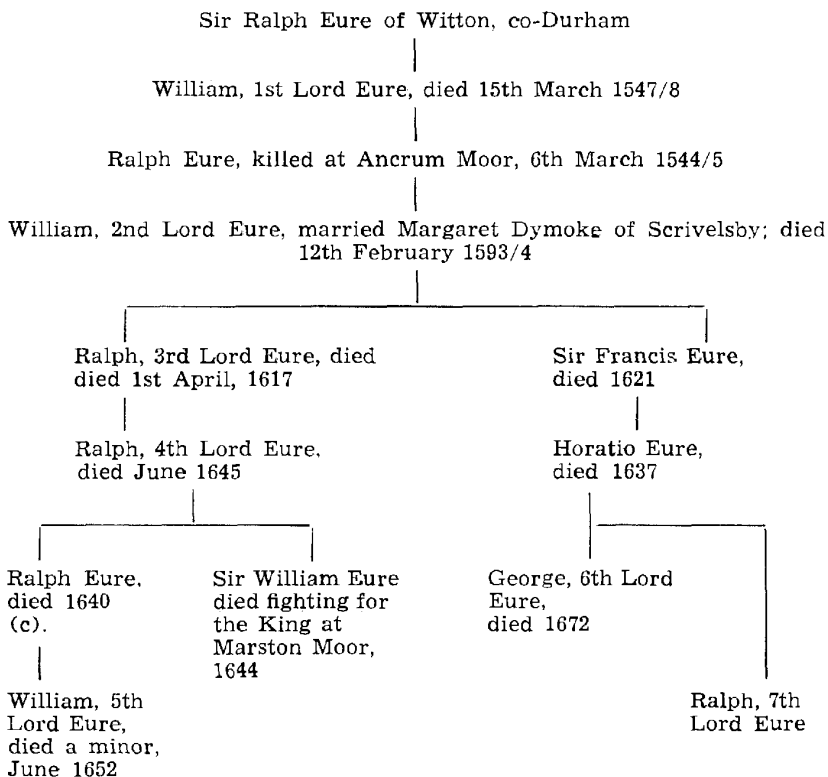 Sir Ralph Eure of Witton, co-Durham
William, 1st Lord Eure, died 15th March 1547/8
Ralph Eure, killed at Ancrum Moor, 6th March 1544/5
William, 2nd Lord Eure, married Margaret Dymoke of Scrivelsby; died
12th February 1593/4
Ralph, 3rd Lord Eure, died
died 1st April, 1617
Sir Francis Eure,
died 1621
Ralph, 4th Lord Eure,
died June 1645
Horatio Eure,
died 1637
Ralph Eure,
died 1640
(c).
Sir William Eure
died fighting for
the King at
Marston Moor,
1644
George, 6th Lord
Eure,
died 1672
William, 5th
Lord Eure,
died a minor,
June 1652
Ralph, 7th
Lord Eure